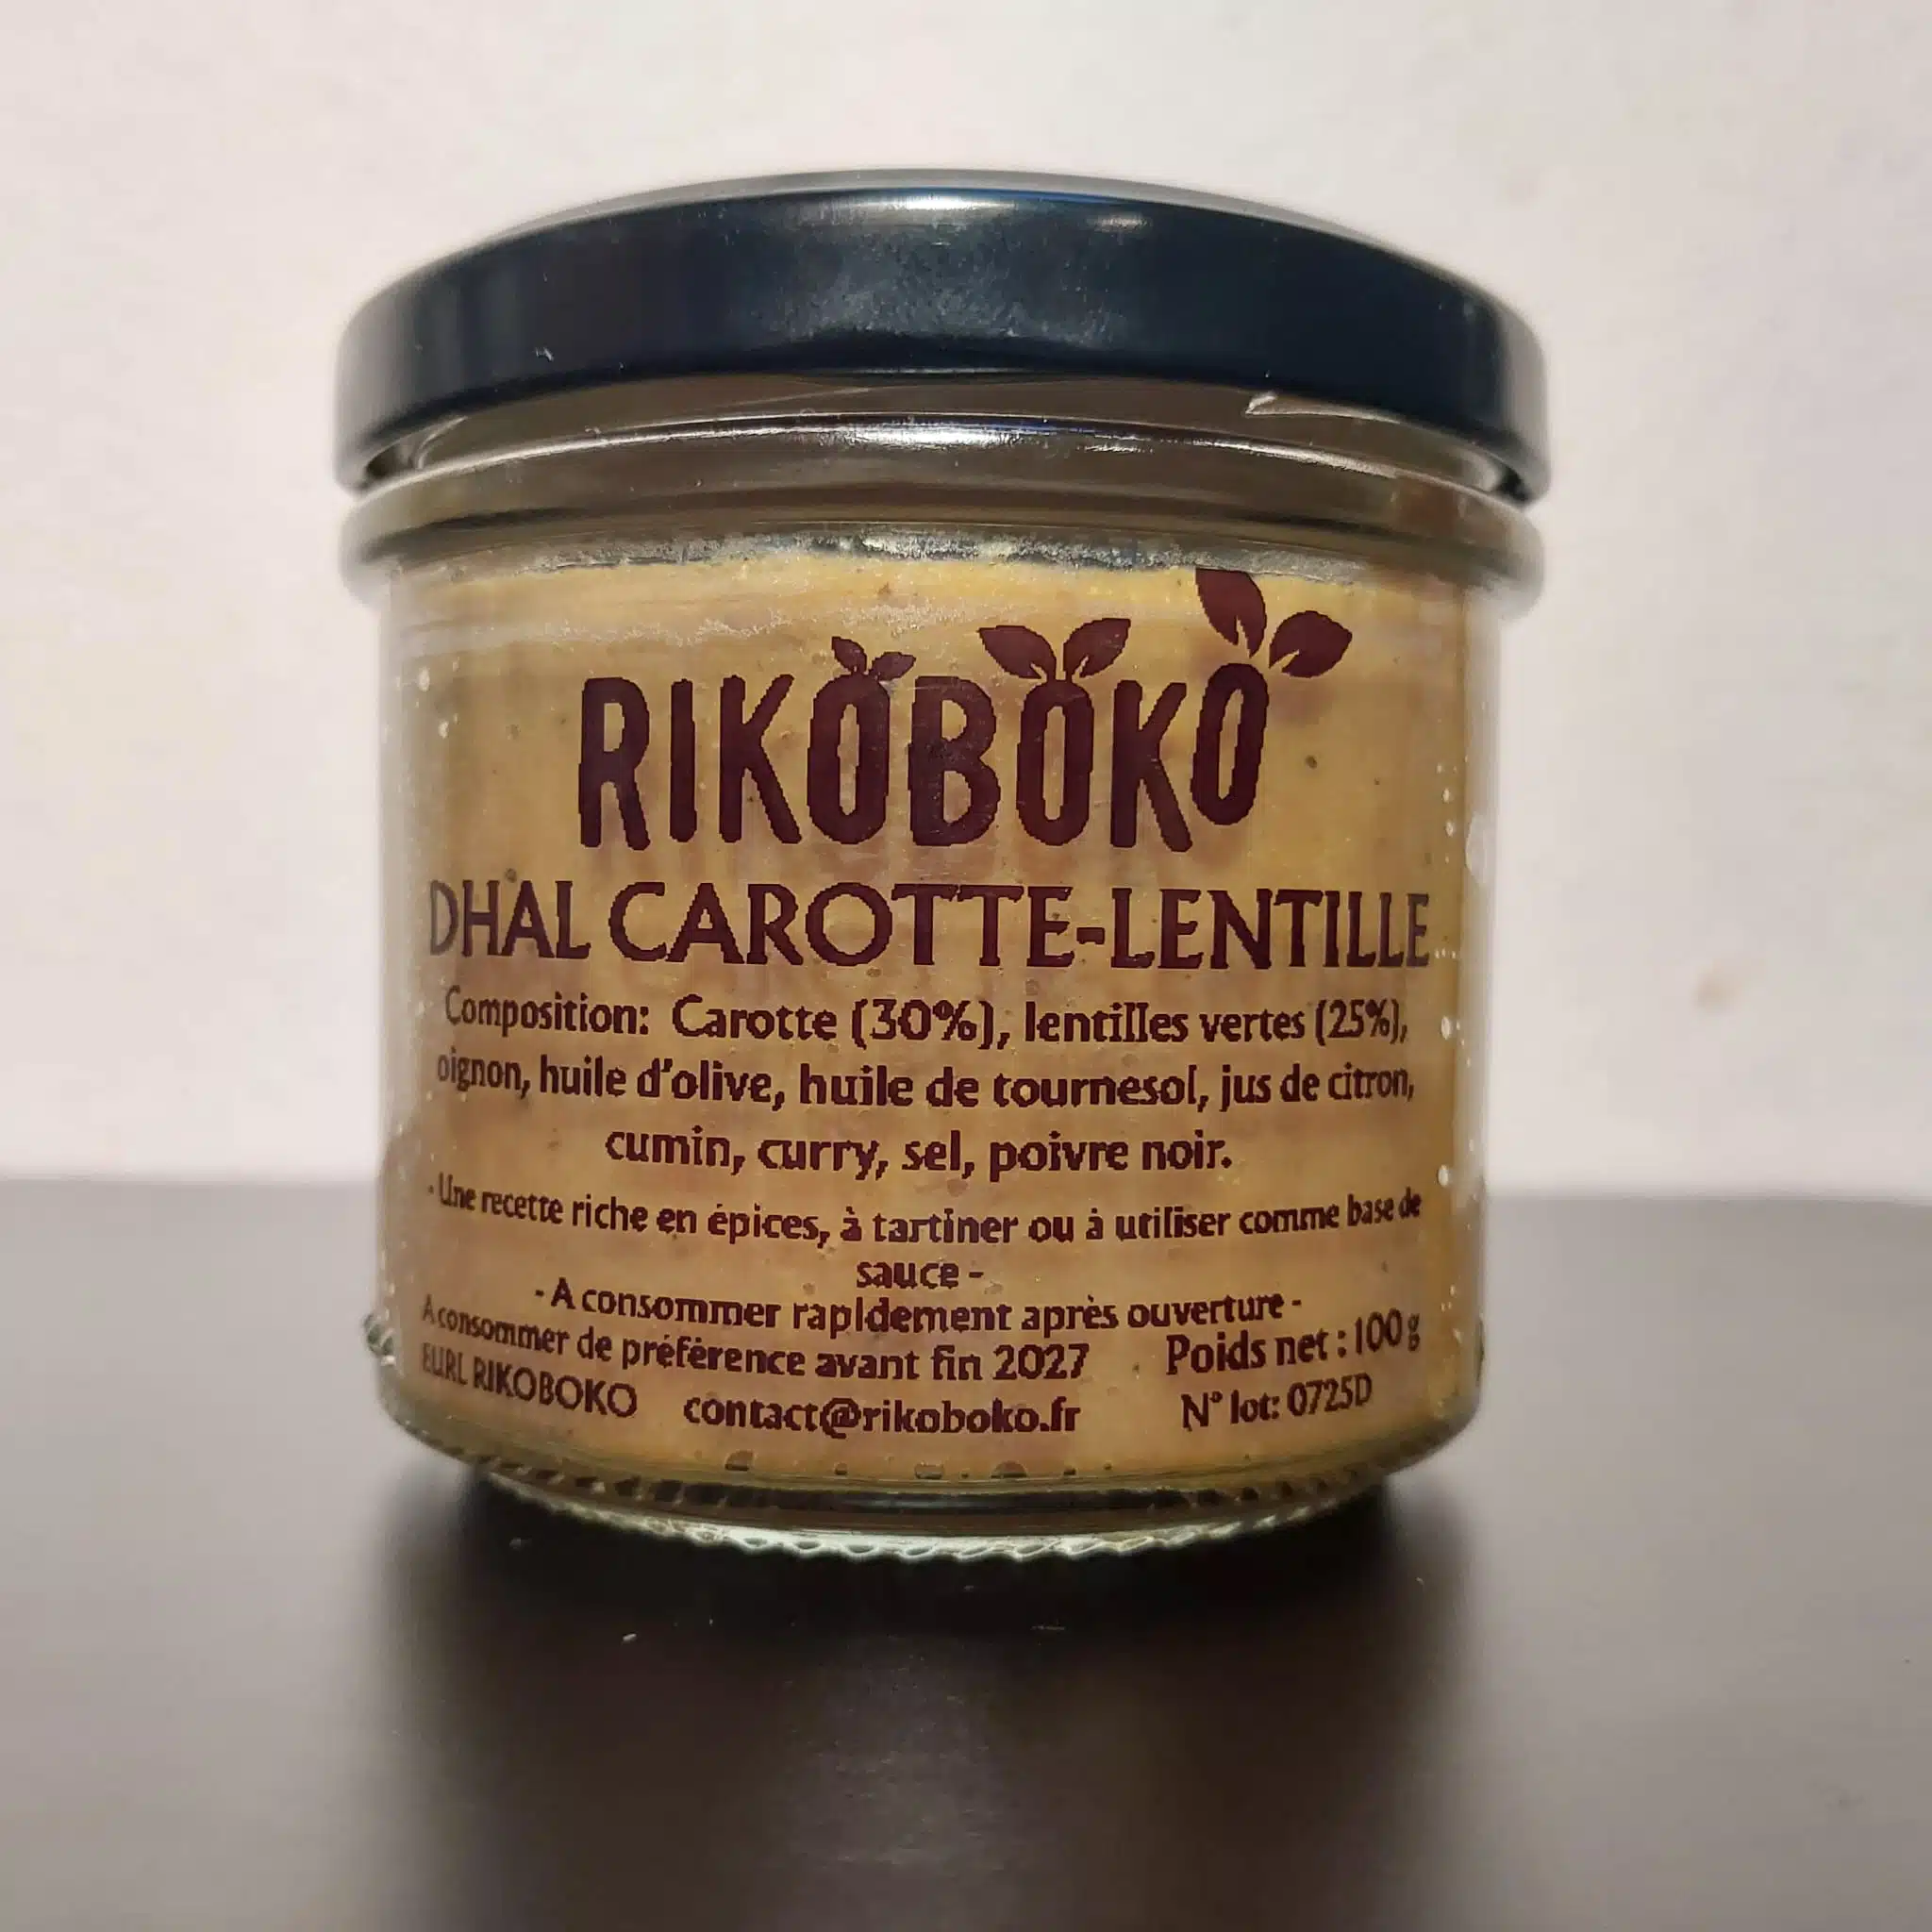 RIKOBOKO
DHAL CAROTTE-LENTILLE
Composition: Carotte (30%), lentilles vertes (25%),
oignon, huile d'olive, huile de tournesol, jus de citron,
cumin, curry, sel, poivre noir.
- Une recette riche en épices, à tartiner ou à utiliser comme base de
sauce -
- A consommer rapidement après ouverture -
A consommer de préférence avant fin 2027 Poids net : 100 g
EURL RIKOBOKO contact@rikoboko.fr N° lot: 0725D